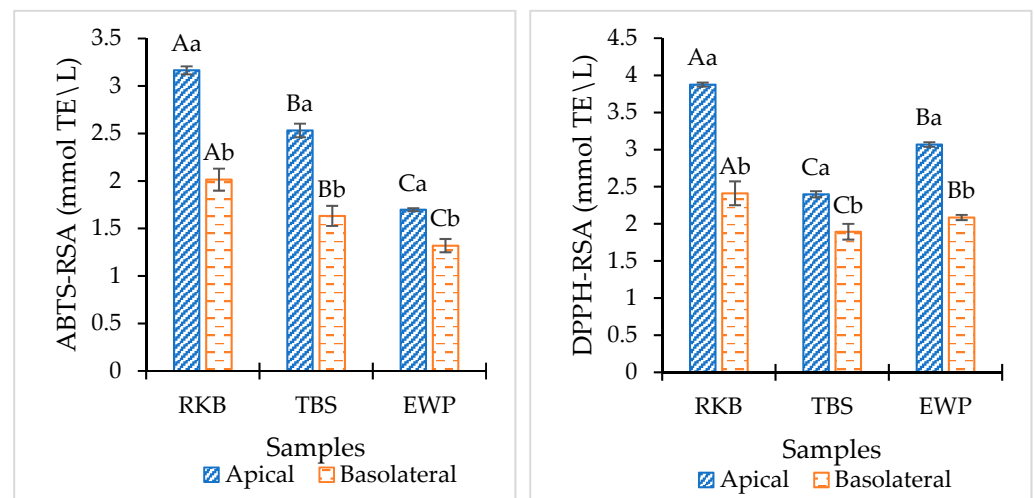 ABTS-RSA (mmol TE\L)
3.5
3
2.5
2
1.5
1
0.5
0
Aa
Ab
Ba
Bb
Ca
Cb
RKB TBS EWP
Samples
Apical Basolateral
DPPH-RSA (mmol TE\L)
4.5
4
3.5
3
2.5
2
1.5
1
0.5
0
Aa
Ab
Ca
Cb
Ba
Bb
RKB TBS EWP
Samples
Apical Basolateral